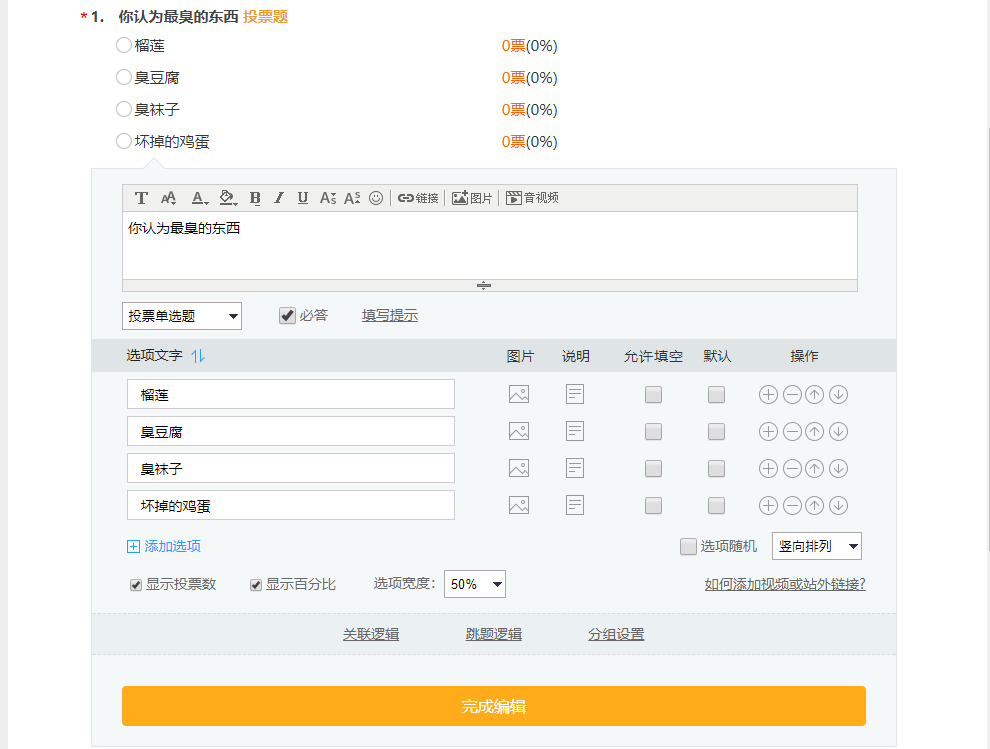 * 1. 你认为最臭的东西 投票题
榴莲 0票(0%)
臭豆腐 0票(0%)
臭袜子 0票(0%)
坏掉的鸡蛋 0票(0%)
T AA A B I U 链接 图片 音视频
你认为最臭的东西
投票单选题 必答 填写提示
选项文字 图片 说明 允许填空 默认 操作
榴莲
臭豆腐
臭袜子
坏掉的鸡蛋
添加选项 选项随机 竖向排列
显示投票数 显示百分比 选项宽度: 50% 如何添加视频或站外链接?
关联逻辑 跳题逻辑 分组设置
完成编辑